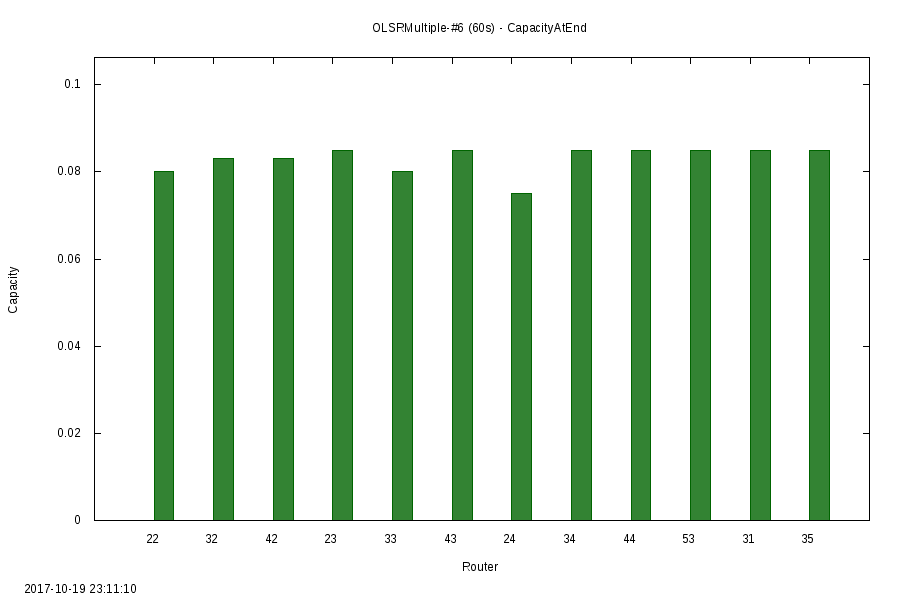 OLSRMultiple-#6 (60s) - CapacityAtEnd
0.1
0.08
0.06
0.04
0.02
0
Capacity
22 32 42 23 33 43 24 34 44 53 31 35
Router
2017-10-19 23:11:10